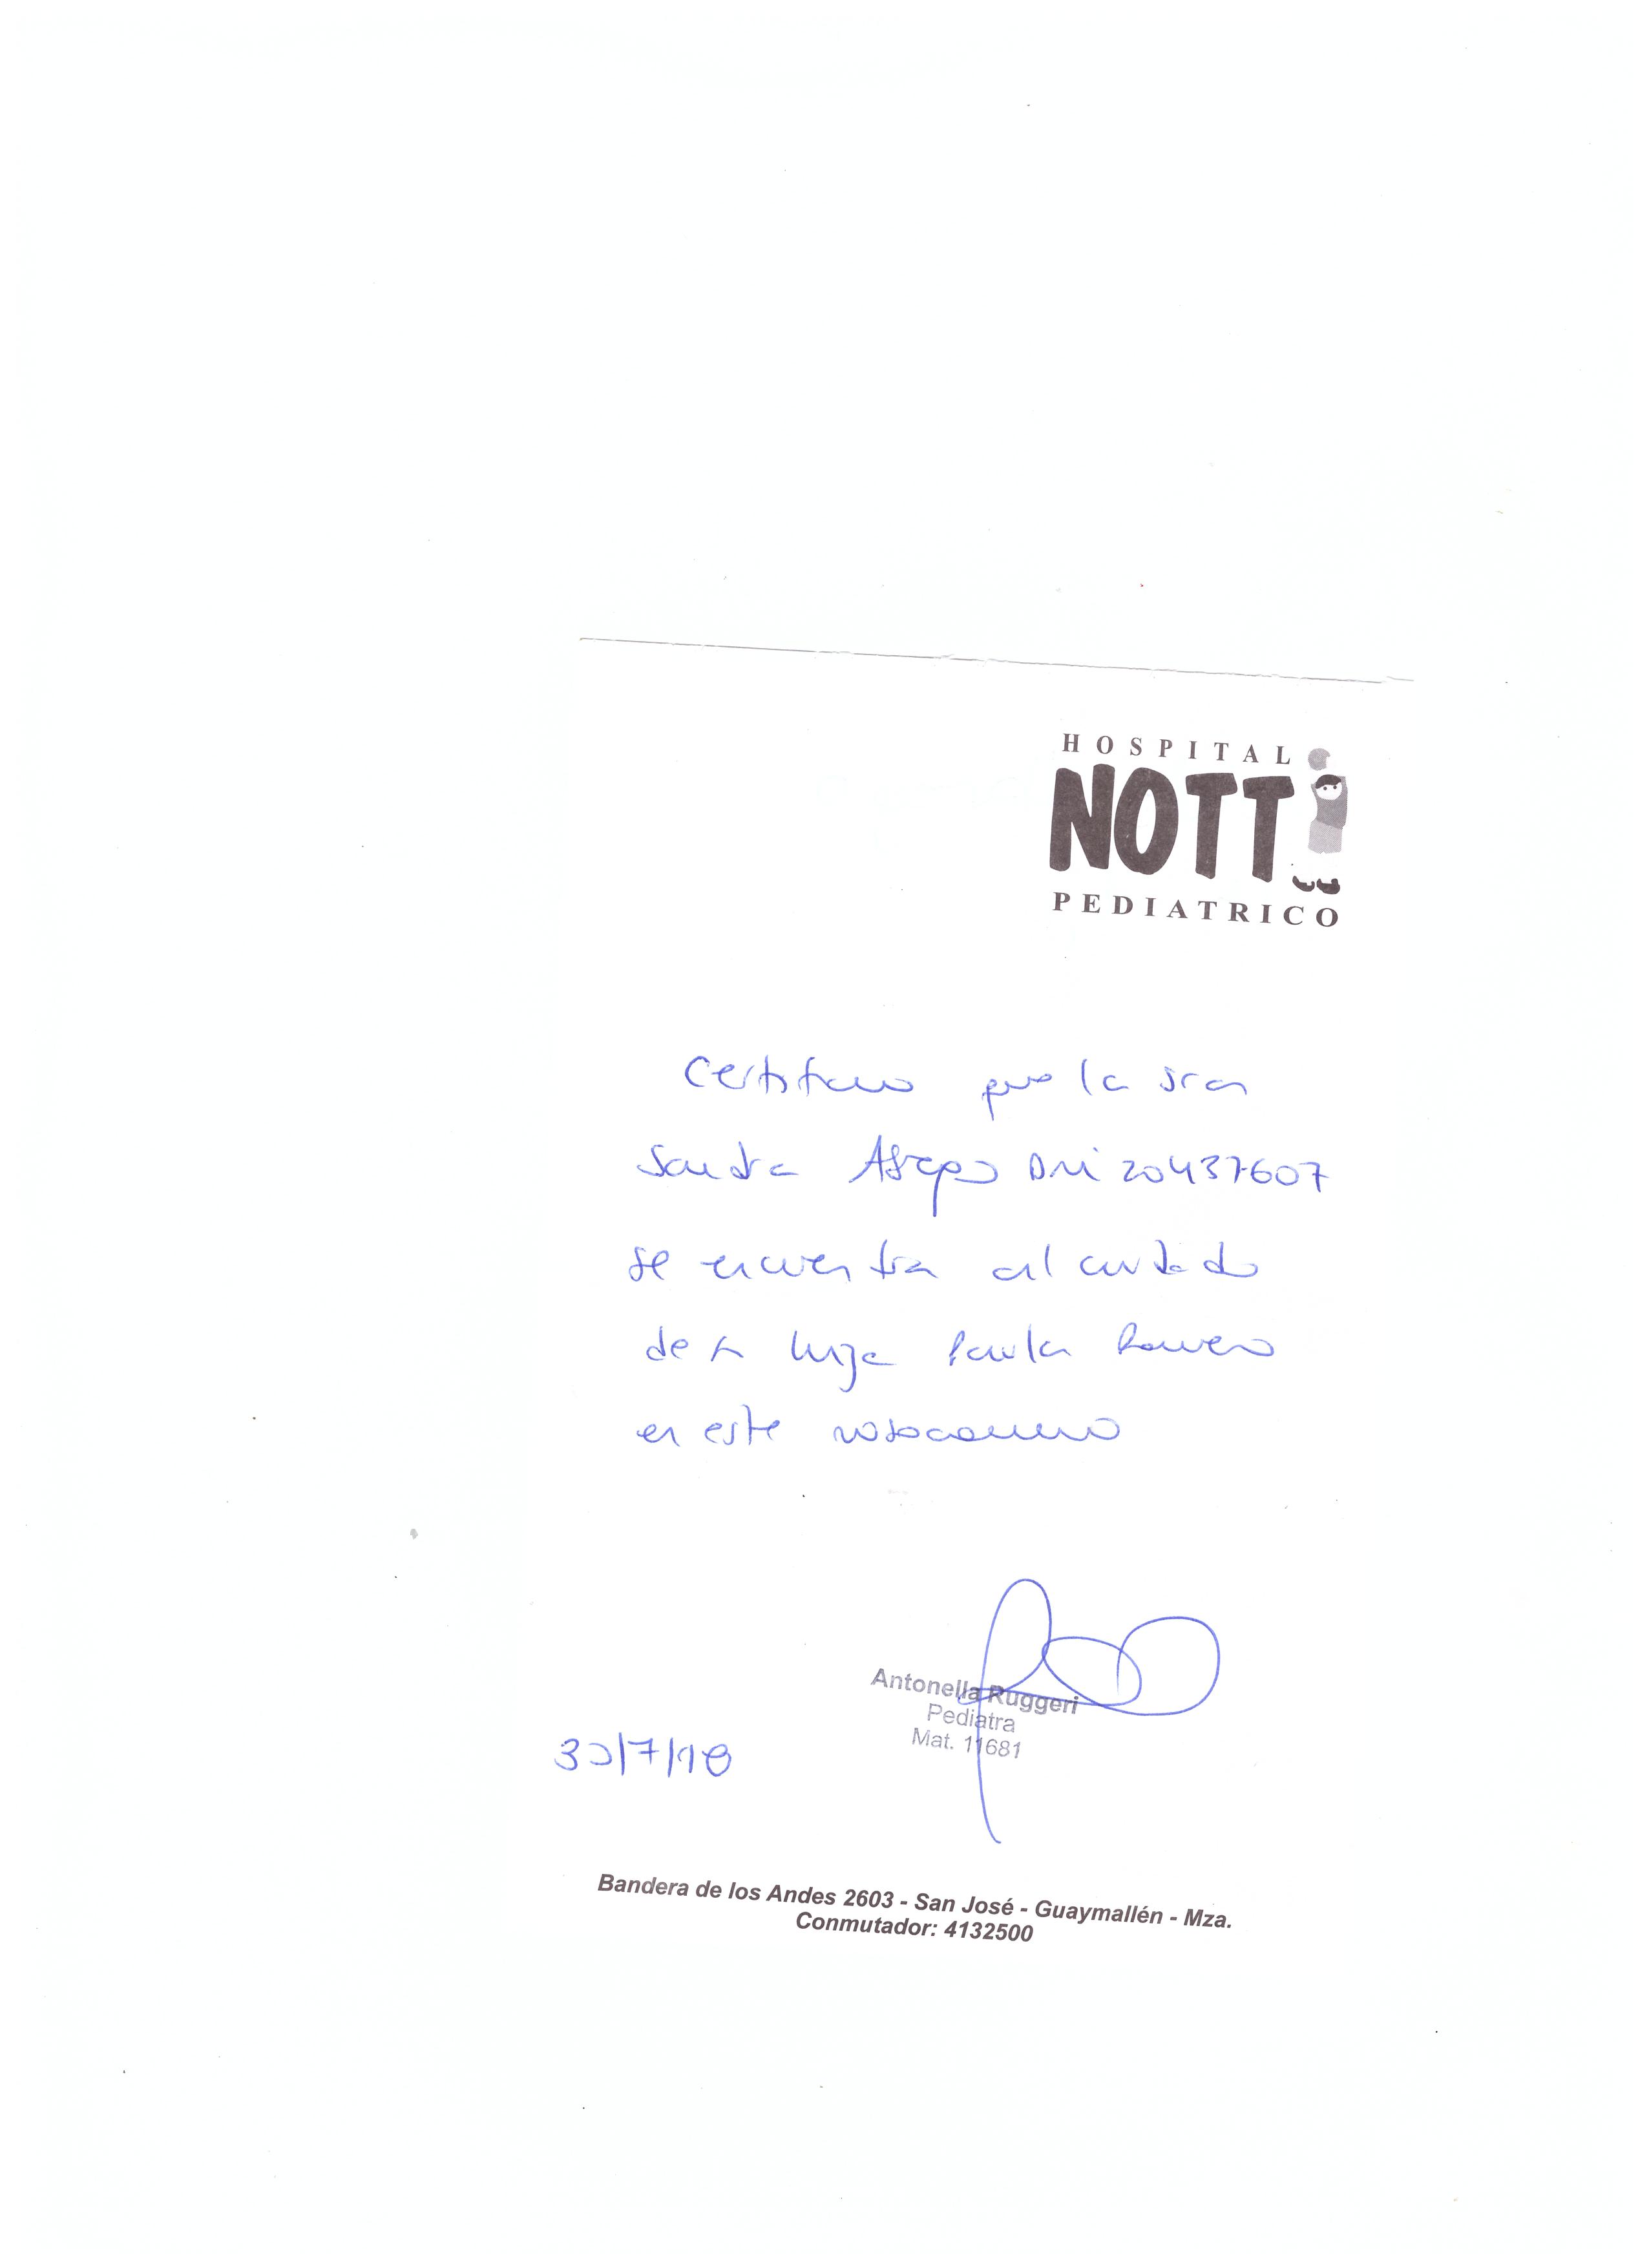 HOSPITAL
NOTTI
PEDIATRICO
Certifico que la sra
Sandra DNI 20437607
se encuentra al cuidado
de su hija Paula Romero
en este nosocomio
Antonella Ruggeri
Pediatra
Mat. 11681
30/7/18
Bandera de los Andes 2603 - San José - Guaymallén - Mza.
Conmutador: 4132500